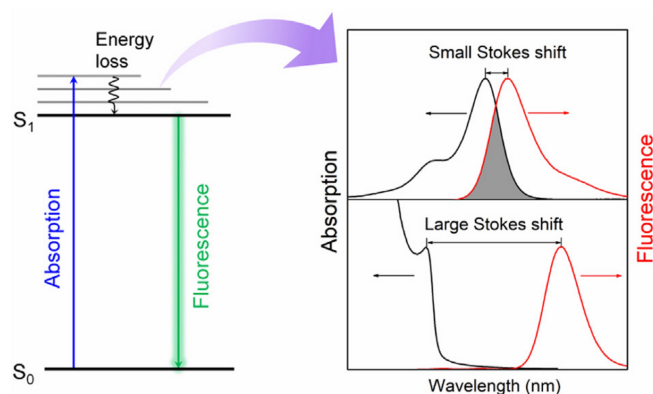 Energy
loss
S1
Absorption
Fluorescence
S0
Absorption
Small Stokes shift
Large Stokes shift
Fluorescence
Wavelength (nm)